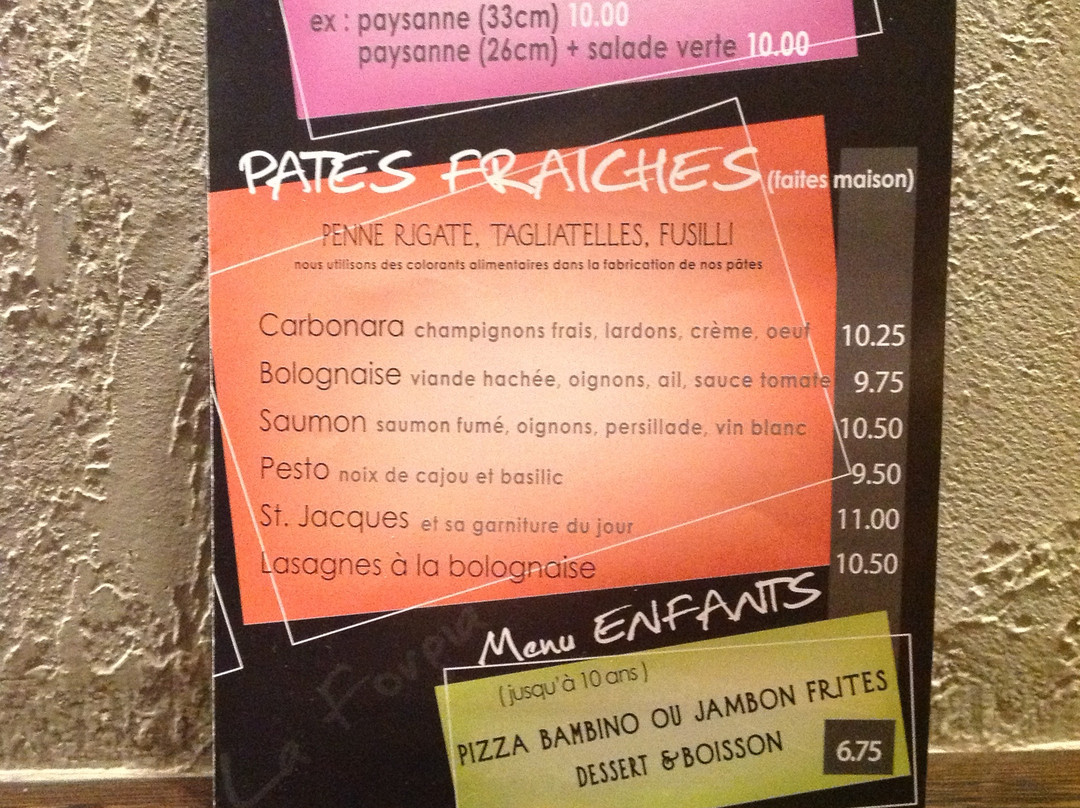 ex : paysanne (33cm) 10.00
paysanne (26cm) + salade verte 10.00
PATES FRAICHES (faites maison)
PENNE RIGATE, TAGLIATELLES, FUSILLI
nous utilisons des colorants alimentaires dans la fabrication de nos pâtes
Carbonara champignons frais, lardons, crème, oeuf 10.25
Bolognaise viande hachée, oignons, ail, sauce tomate 9.75
Saumon saumon fumé, oignons, persillade, vin blanc 10.50
Pesto noix de cajou et basilic 9.50
St. Jacques et sa garniture du jour 11.00
Lasagnes à la bolognaise 10.50
Menu ENFANTS
(jusqu'à 10 ans)
PIZZA BAMBINO OU JAMBON FRITES
DESSERT & BOISSON 6.75
La